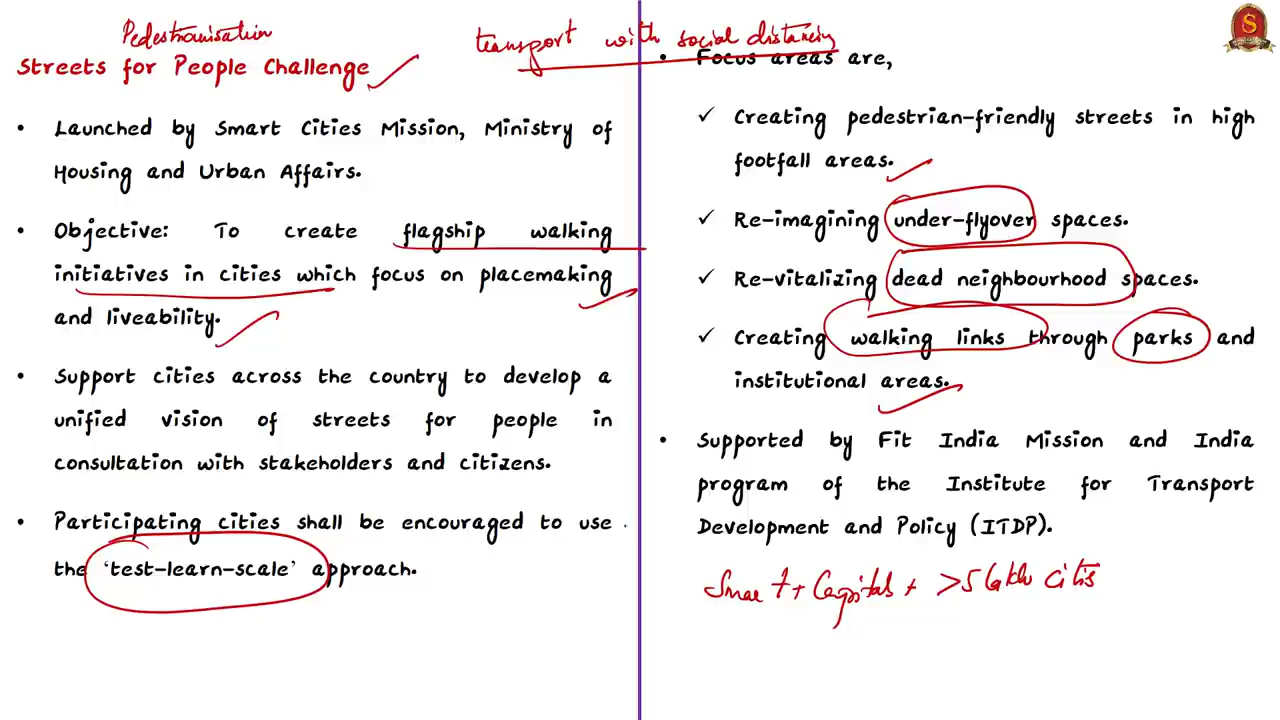 Pedestrianisation
Streets for People Challenge
• Launched by Smart Cities Mission, Ministry of
Housing and Urban Affairs.
• Objective: To create flagship walking
initiatives in cities which focus on placemaking
and liveability.
• Support cities across the country to develop a
unified vision of streets for people in
consultation with stakeholders and citizens.
• Participating cities shall be encouraged to use
the ‘test-learn-scale’ approach.
transport with social distancing
• Focus areas are,
✓ Creating pedestrian-friendly streets in high
footfall areas.
✓ Re-imagining under-flyover spaces.
✓ Re-vitalizing dead neighbourhood spaces.
✓ Creating walking links through parks and
institutional areas.
• Supported by Fit India Mission and India
program of the Institute for Transport
Development and Policy (ITDP).
Smart + Capitals + >5 lakh cities
S